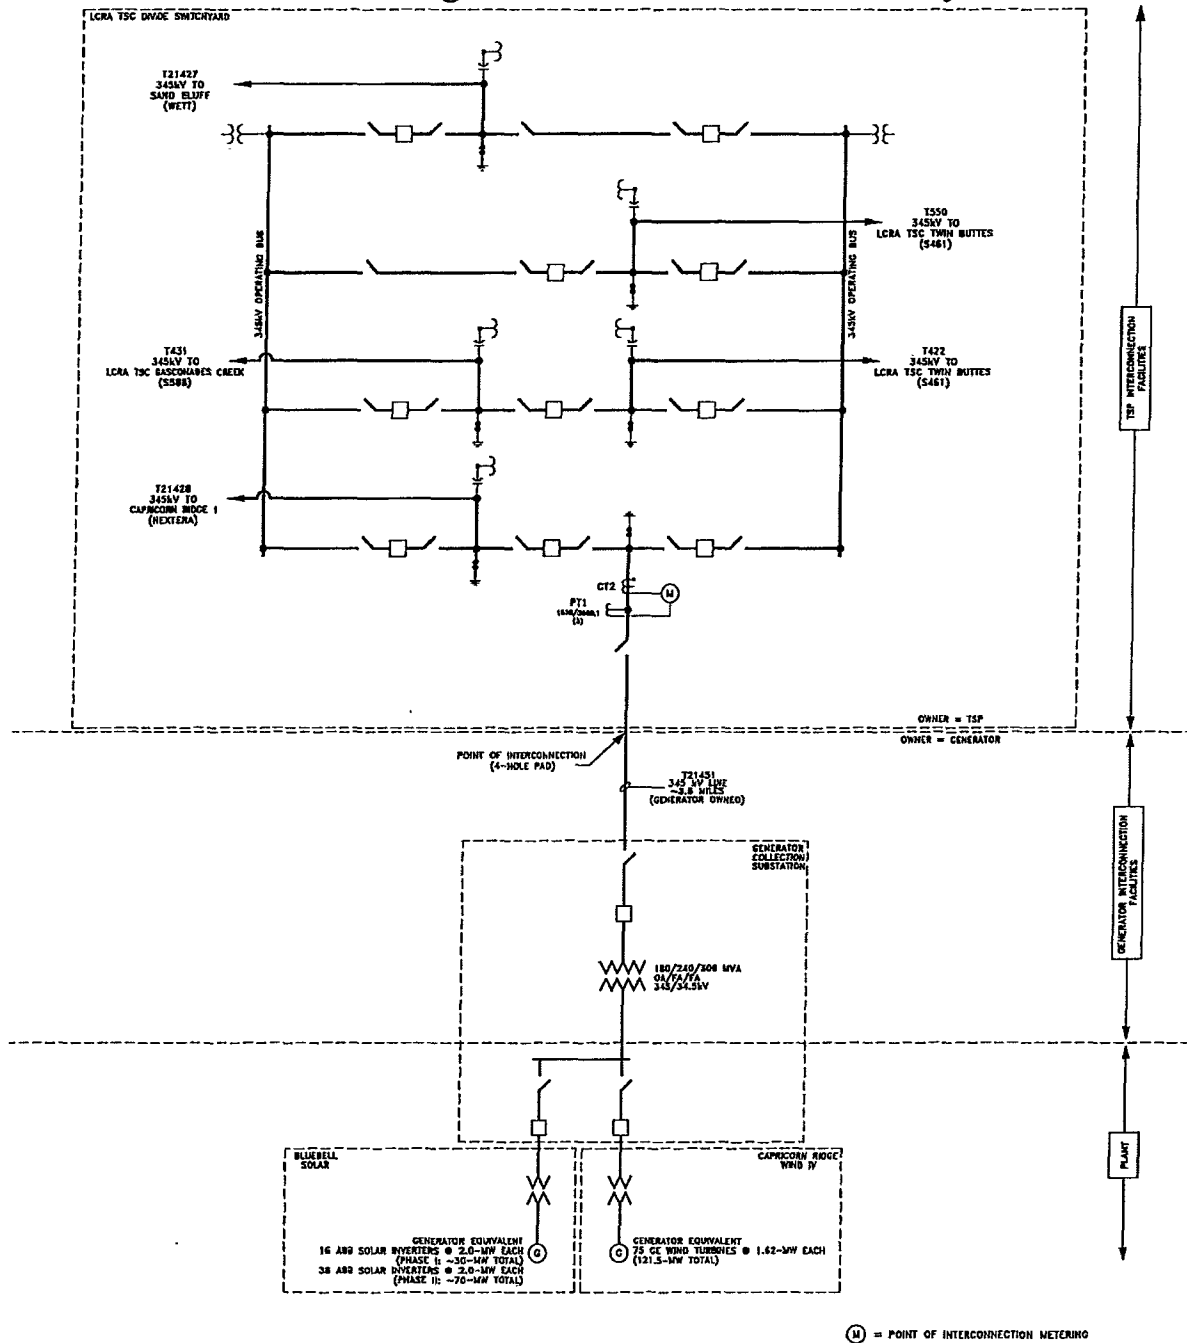 LCRA TSC DIVIDE SWITCHYARD
T21427
345kV TO
SAND BLUFF
(WETT)
T550
345kV TO
LCRA TSC TWIN BUTTES
(S461)
345kV OPERATING BUS
345kV OPERATING BUS
T431
345kV TO
LCRA TSC BASCONADES CREEK
(S588)
T422
345kV TO
LCRA TSC TWIN BUTTES
(S461)
T21428
345kV TO
CAPRICORN RIDGE 1
(NEXTERA)
TSP INTERCONNECTION
FACILITIES
CT2
M
PT1
(3)
OWNER = TSP
OWNER = GENERATOR
POINT OF INTERCONNECTION
(4-HOLE PAD)
T21451
345 kV LINE
(GENERATOR OWNED)
GENERATOR
COLLECTION
SUBSTATION
GENERATOR INTERCONNECTION
FACILITIES
180/240/300 MVA
OA/FA/FA
345/34.5kV
PLANT
BLUEBELL
SOLAR
CAPRICORN RIDGE
WIND IV
GENERATOR EQUIVALENT
16 ABB SOLAR INVERTERS @ 2.0-MW EACH
(PHASE I: ~30-MW TOTAL)
38 ABB SOLAR INVERTERS @ 2.0-MW EACH
(PHASE II: ~70-MW TOTAL)
G
G
GENERATOR EQUIVALENT
75 GE WIND TURBINES @ 1.62-MW EACH
(121.5-MW TOTAL)
M = POINT OF INTERCONNECTION METERING